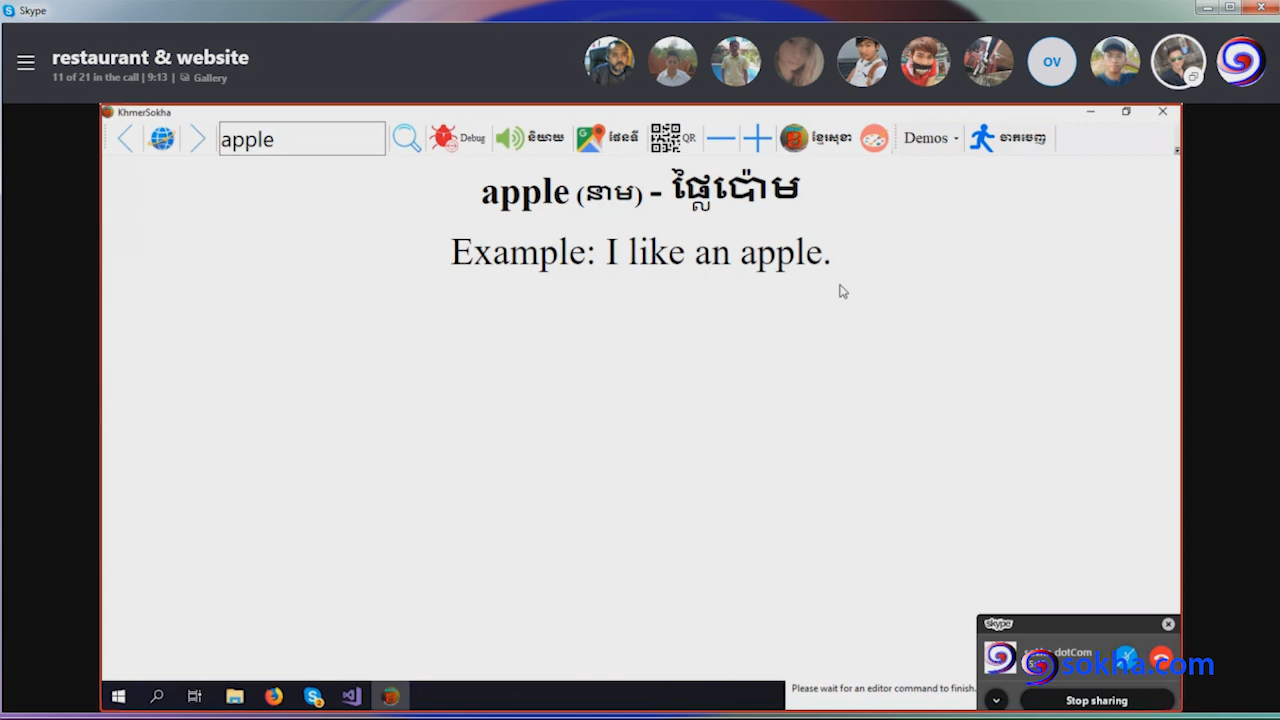 Skype
restaurant & website
11 of 21 in the call | 9:13 | Gallery
OV
KhmerSokha
apple
Debug
និយាយ
ផែនទី
QR
ខ្មែរសុខា
Demos
ចាកចេញ
apple (នាម) - ផ្លែប៉ោម
Example: I like an apple.
skype
sokha dotCom
sokha.com
Please wait for an editor command to finish.
Stop sharing